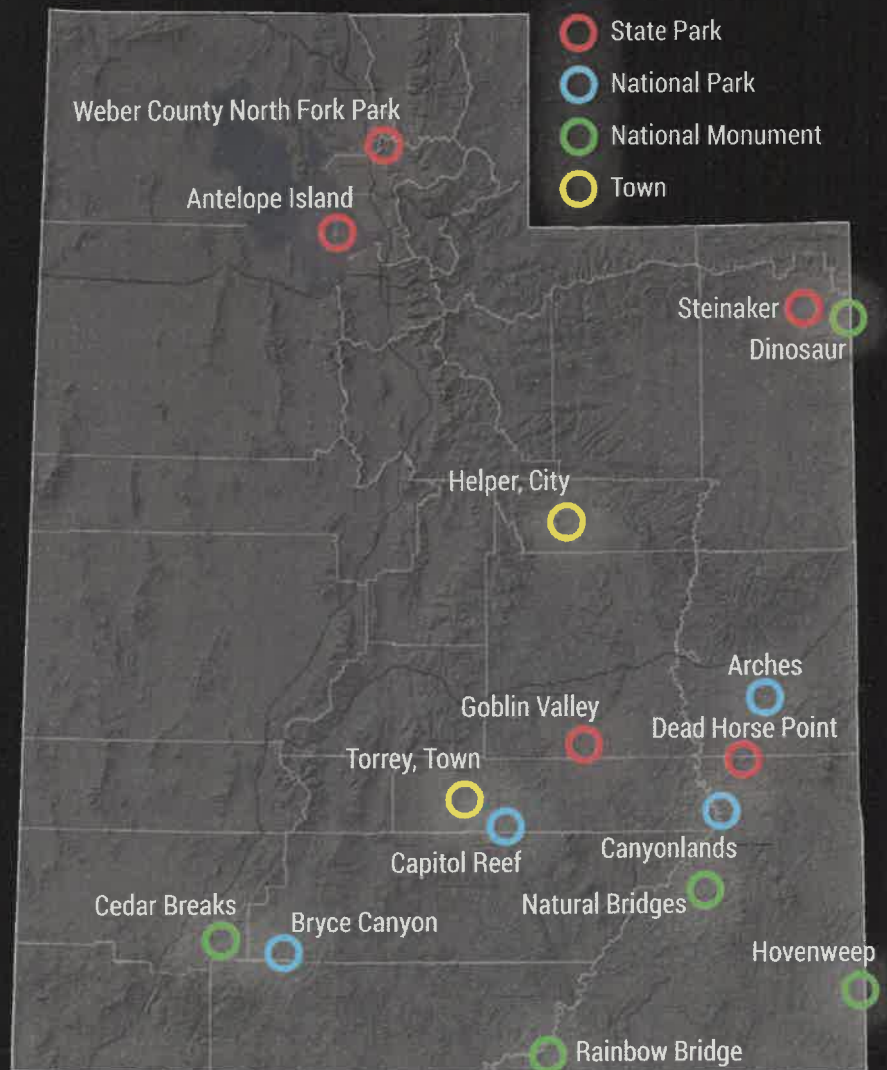 State Park
National Park
National Monument
Town
Weber County North Fork Park
Antelope Island
Steinaker
Dinosaur
Helper, City
Arches
Goblin Valley
Dead Horse Point
Torrey, Town
Canyonlands
Capitol Reef
Natural Bridges
Cedar Breaks
Bryce Canyon
Hovenweep
Rainbow Bridge